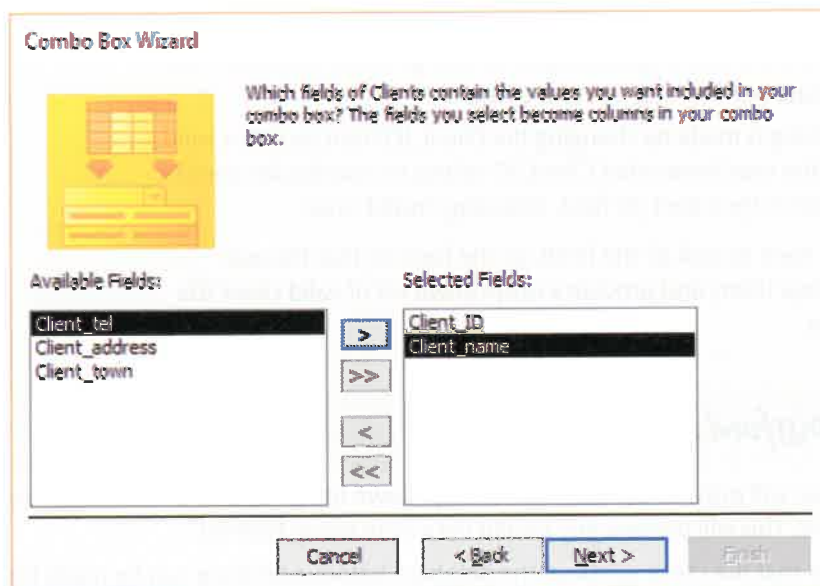 Combo Box Wizard
Which fields of Clients contain the values you want included in your
combo box? The fields you select become columns in your combo
box.
Available Fields:
Selected Fields:
Client_tel
Client_address
Client_town
>
>>
<
<<
Client_ID
Client_name
Cancel
< Back
Next >
Finish